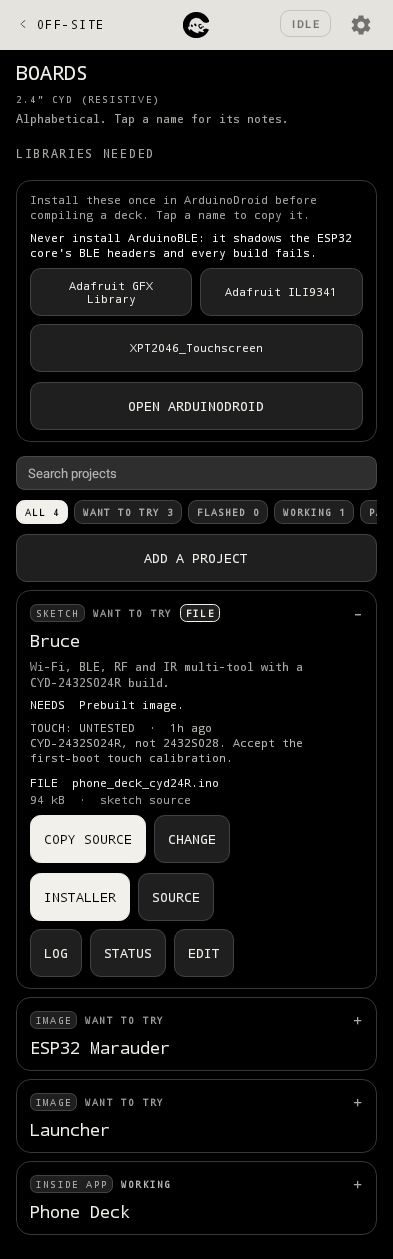 OFF-SITE
IDLE
BOARDS
2.4" CYD (RESISTIVE)
Alphabetical. Tap a name for its notes.
LIBRARIES NEEDED
Install these once in ArduinoDroid before
compiling a deck. Tap a name to copy it.
Never install ArduinoBLE: it shadows the ESP32
core's BLE headers and every build fails.
Adafruit GFX
Library
Adafruit ILI9341
XPT2046_Touchscreen
OPEN ARDUINODROID
Search projects
ALL 4 WANT TO TRY 3 FLASHED 0 WORKING 1
ADD A PROJECT
SKETCH WANT TO TRY FILE –
Bruce
Wi-Fi, BLE, RF and IR multi-tool with a
CYD-2432S024R build.
NEEDS Prebuilt image.
TOUCH: UNTESTED · 1h ago
CYD-2432S024R, not 2432S028. Accept the
first-boot touch calibration.
FILE phone_deck_cyd24R.ino
94 kB · sketch source
COPY SOURCE CHANGE
INSTALLER SOURCE
LOG STATUS EDIT
IMAGE WANT TO TRY +
ESP32 Marauder
IMAGE WANT TO TRY +
Launcher
INSIDE APP WORKING +
Phone Deck